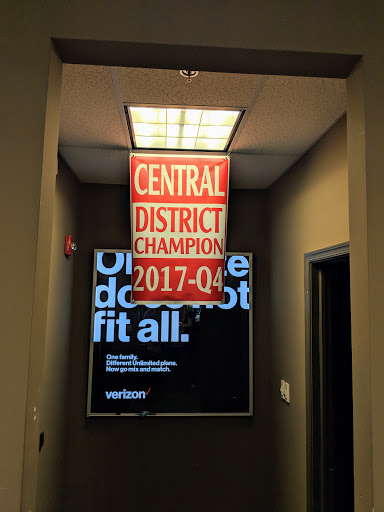 CENTRAL
DISTRICT
CHAMPION
2017-Q4
fit all.
One family.
Different Unlimited plans.
Now go mix and match.
verizon